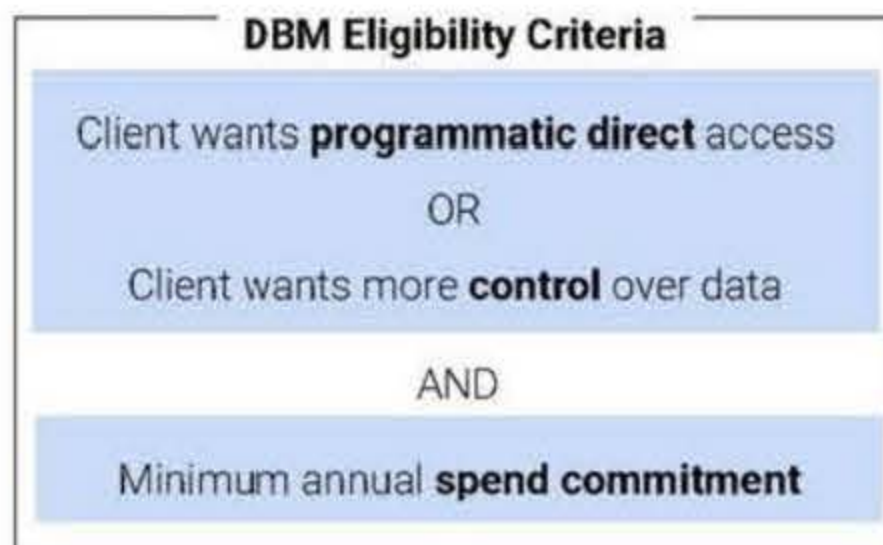 DBM Eligibility Criteria
Client wants programmatic direct access
OR
Client wants more control over data
AND
Minimum annual spend commitment